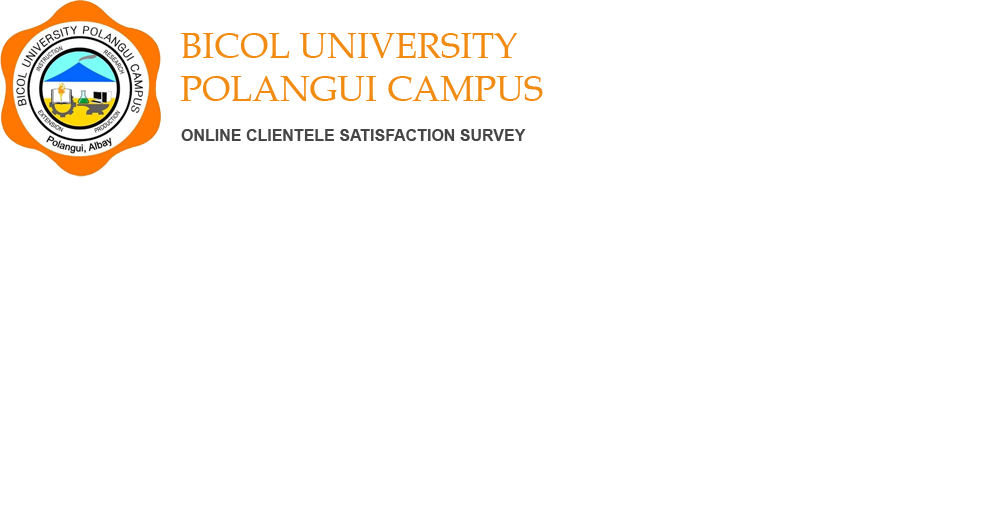 BICOL UNIVERSITY POLANGUI CAMPUS
INSTRUCTION
RESEARCH
EXTENSION
PRODUCTION
Polangui, Albay
BICOL UNIVERSITY
POLANGUI CAMPUS
ONLINE CLIENTELE SATISFACTION SURVEY